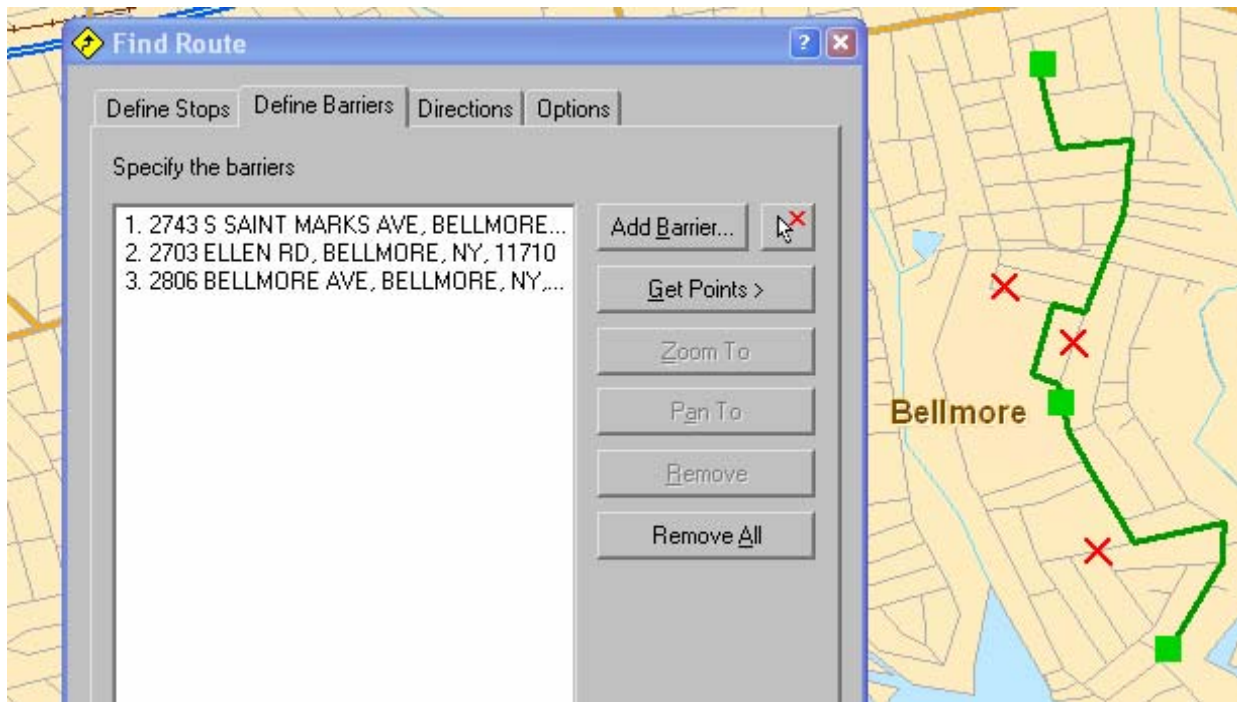 Find Route
?
Define Stops
Define Barriers
Directions
Options
Specify the barriers
1. 2743 S SAINT MARKS AVE, BELLMORE...
2. 2703 ELLEN RD, BELLMORE, NY, 11710
3. 2806 BELLMORE AVE, BELLMORE, NY,...
Add Barrier...
Get Points >
Zoom To
Pan To
Remove
Remove All
Bellmore